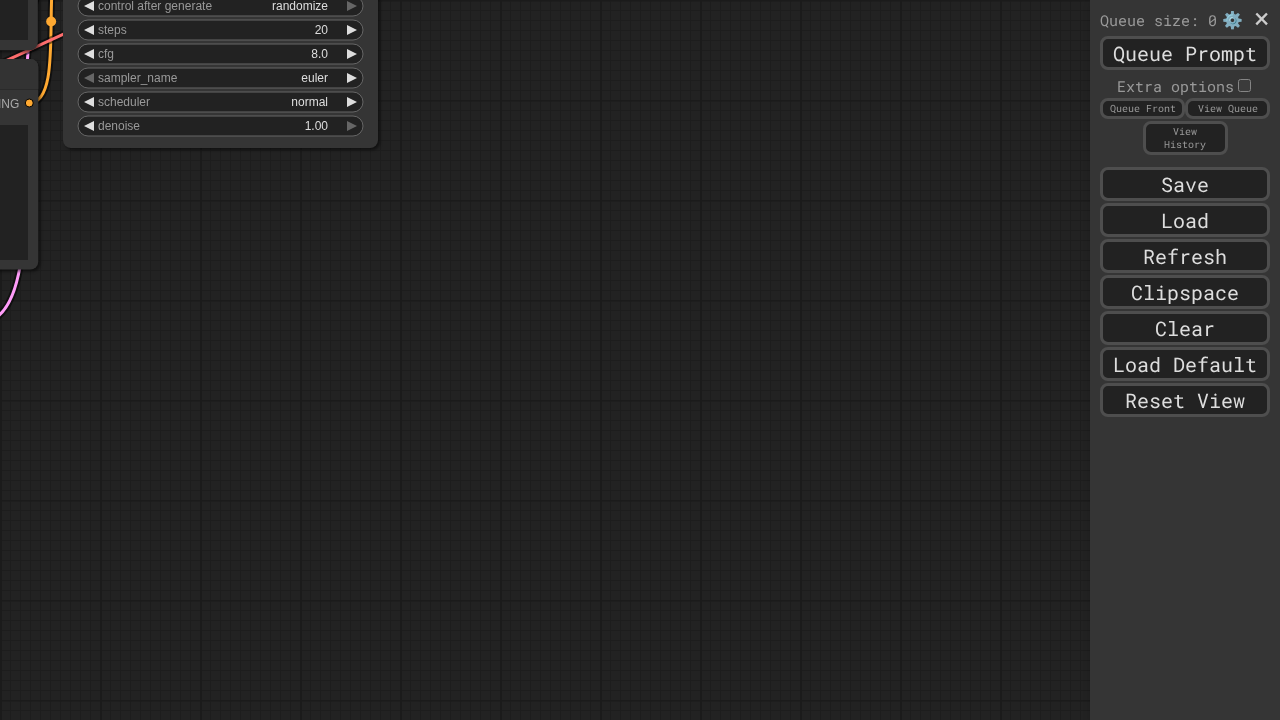 control after generate randomize
steps 20
cfg 8.0
sampler_name euler
scheduler normal
denoise 1.00
ING
Queue size: 0
Queue Prompt
Extra options
Queue Front
View Queue
View
History
Save
Load
Refresh
Clipspace
Clear
Load Default
Reset View